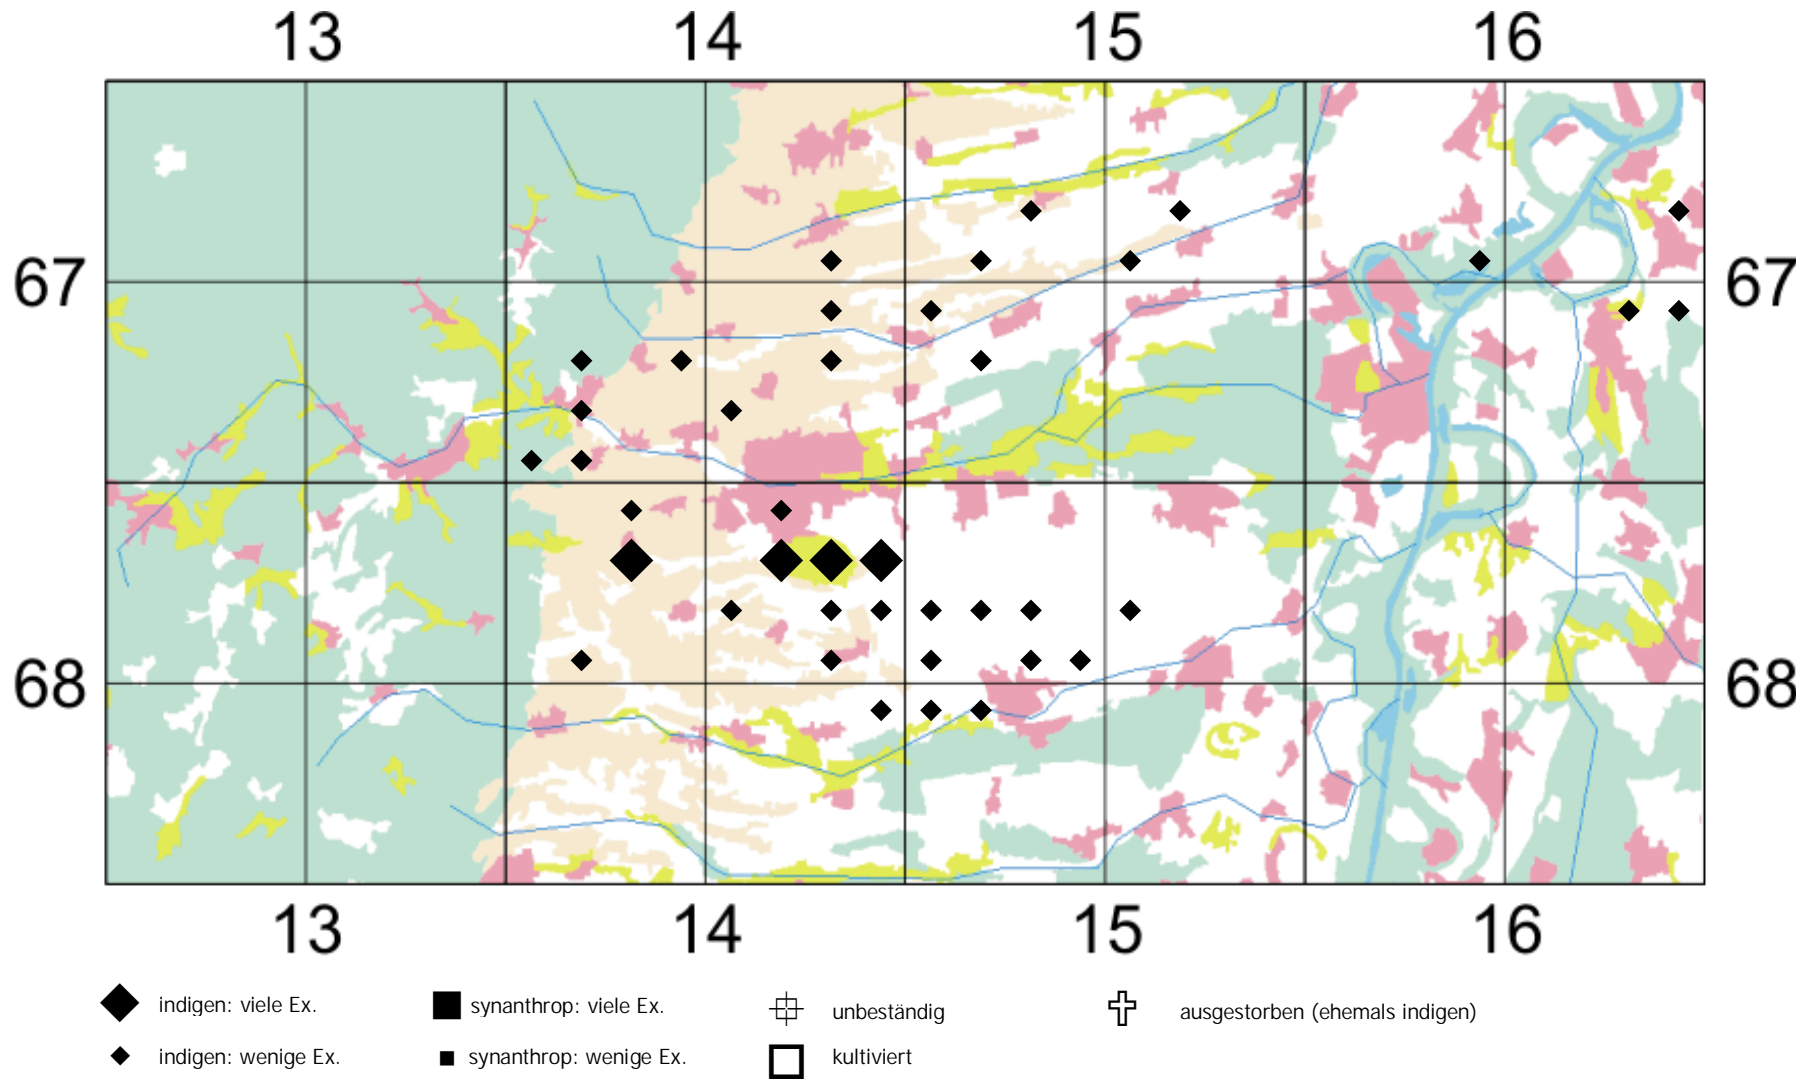 13 14 15 16
67 67
68 68
13 14 15 16
indigen: viele Ex. synanthrop: viele Ex. unbeständig ausgestorben (ehemals indigen)
indigen: wenige Ex. synanthrop: wenige Ex. kultiviert